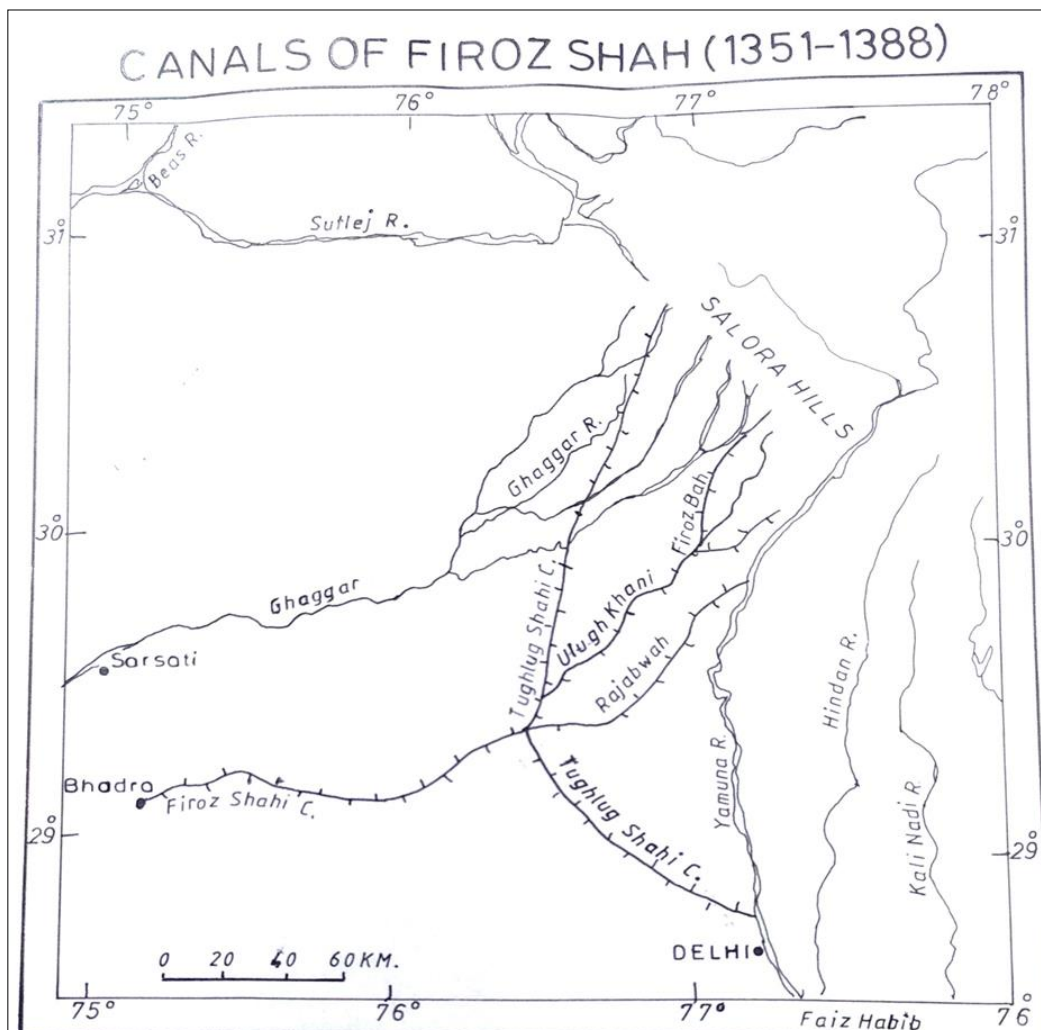 CANALS OF FIROZ SHAH (1351-1388)
75° 76° 77° 78°
Beas R.
Sutlej R.
31° 31°
SALORA HILLS
Ghaggar R.
Firoz Bah.
30° 30°
Ghaggar
Tughlug Shahi C.
Ulugh Khani
Rajabwah
Sarsati
Hindan R.
Yamuna R.
Bhadra
Firoz Shahi C.
Tughlug Shahi C.
Kali Nadi R.
29° 29°
DELHI
0 20 40 60 KM.
75° 76° 77° 76
Faiz Habib